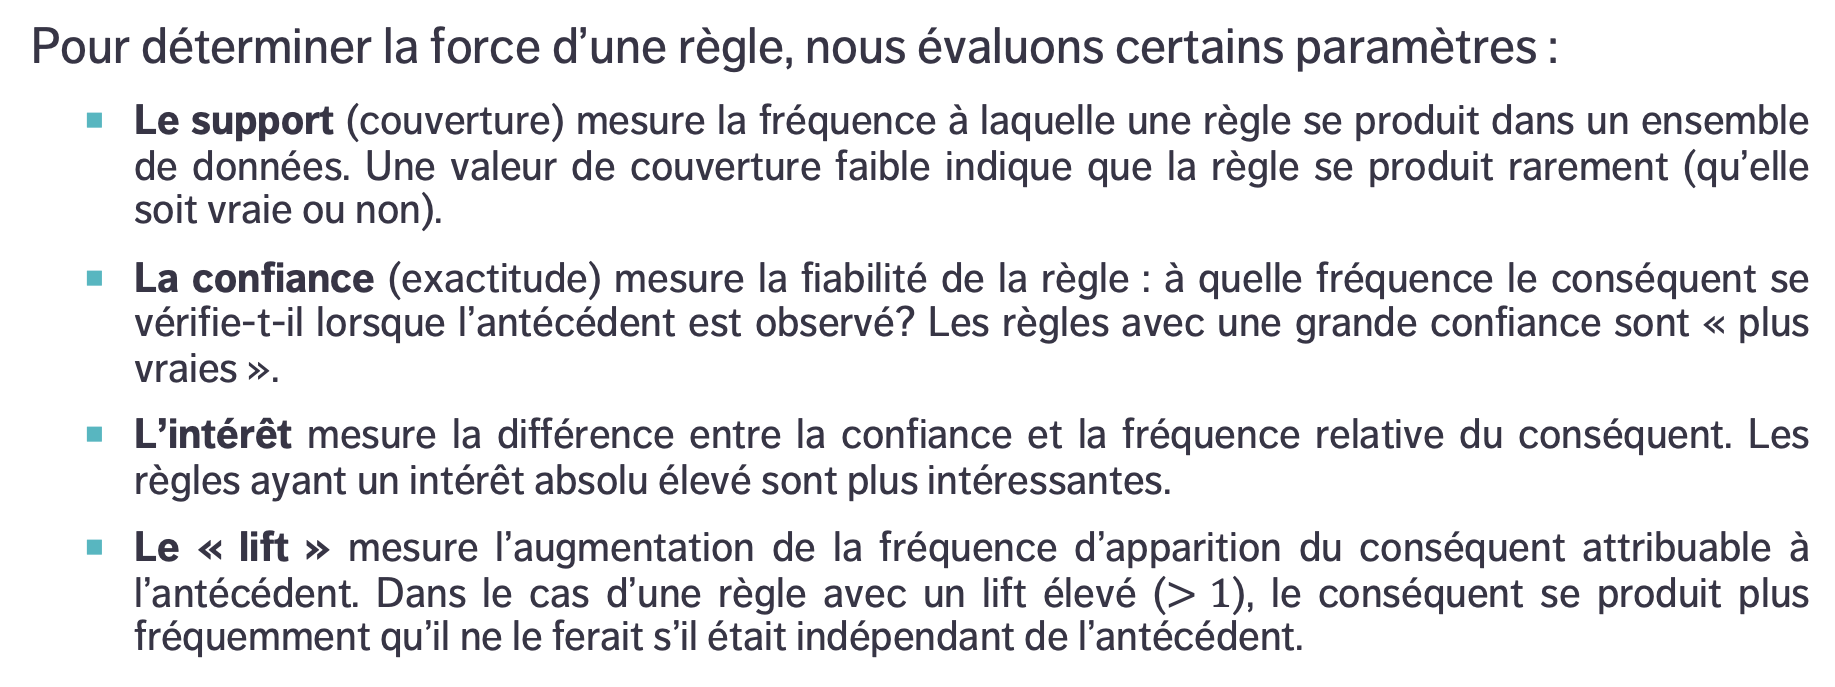 Pour déterminer la force d’une règle, nous évaluons certains paramètres :
▪ Le support (couverture) mesure la fréquence à laquelle une règle se produit dans un ensemble
de données. Une valeur de couverture faible indique que la règle se produit rarement (qu’elle
soit vraie ou non).
▪ La confiance (exactitude) mesure la fiabilité de la règle : à quelle fréquence le conséquent se
vérifie-t-il lorsque l’antécédent est observé? Les règles avec une grande confiance sont « plus
vraies ».
▪ L’intérêt mesure la différence entre la confiance et la fréquence relative du conséquent. Les
règles ayant un intérêt absolu élevé sont plus intéressantes.
▪ Le « lift » mesure l’augmentation de la fréquence d’apparition du conséquent attribuable à
l’antécédent. Dans le cas d’une règle avec un lift élevé (> 1), le conséquent se produit plus
fréquemment qu’il ne le ferait s’il était indépendant de l’antécédent.